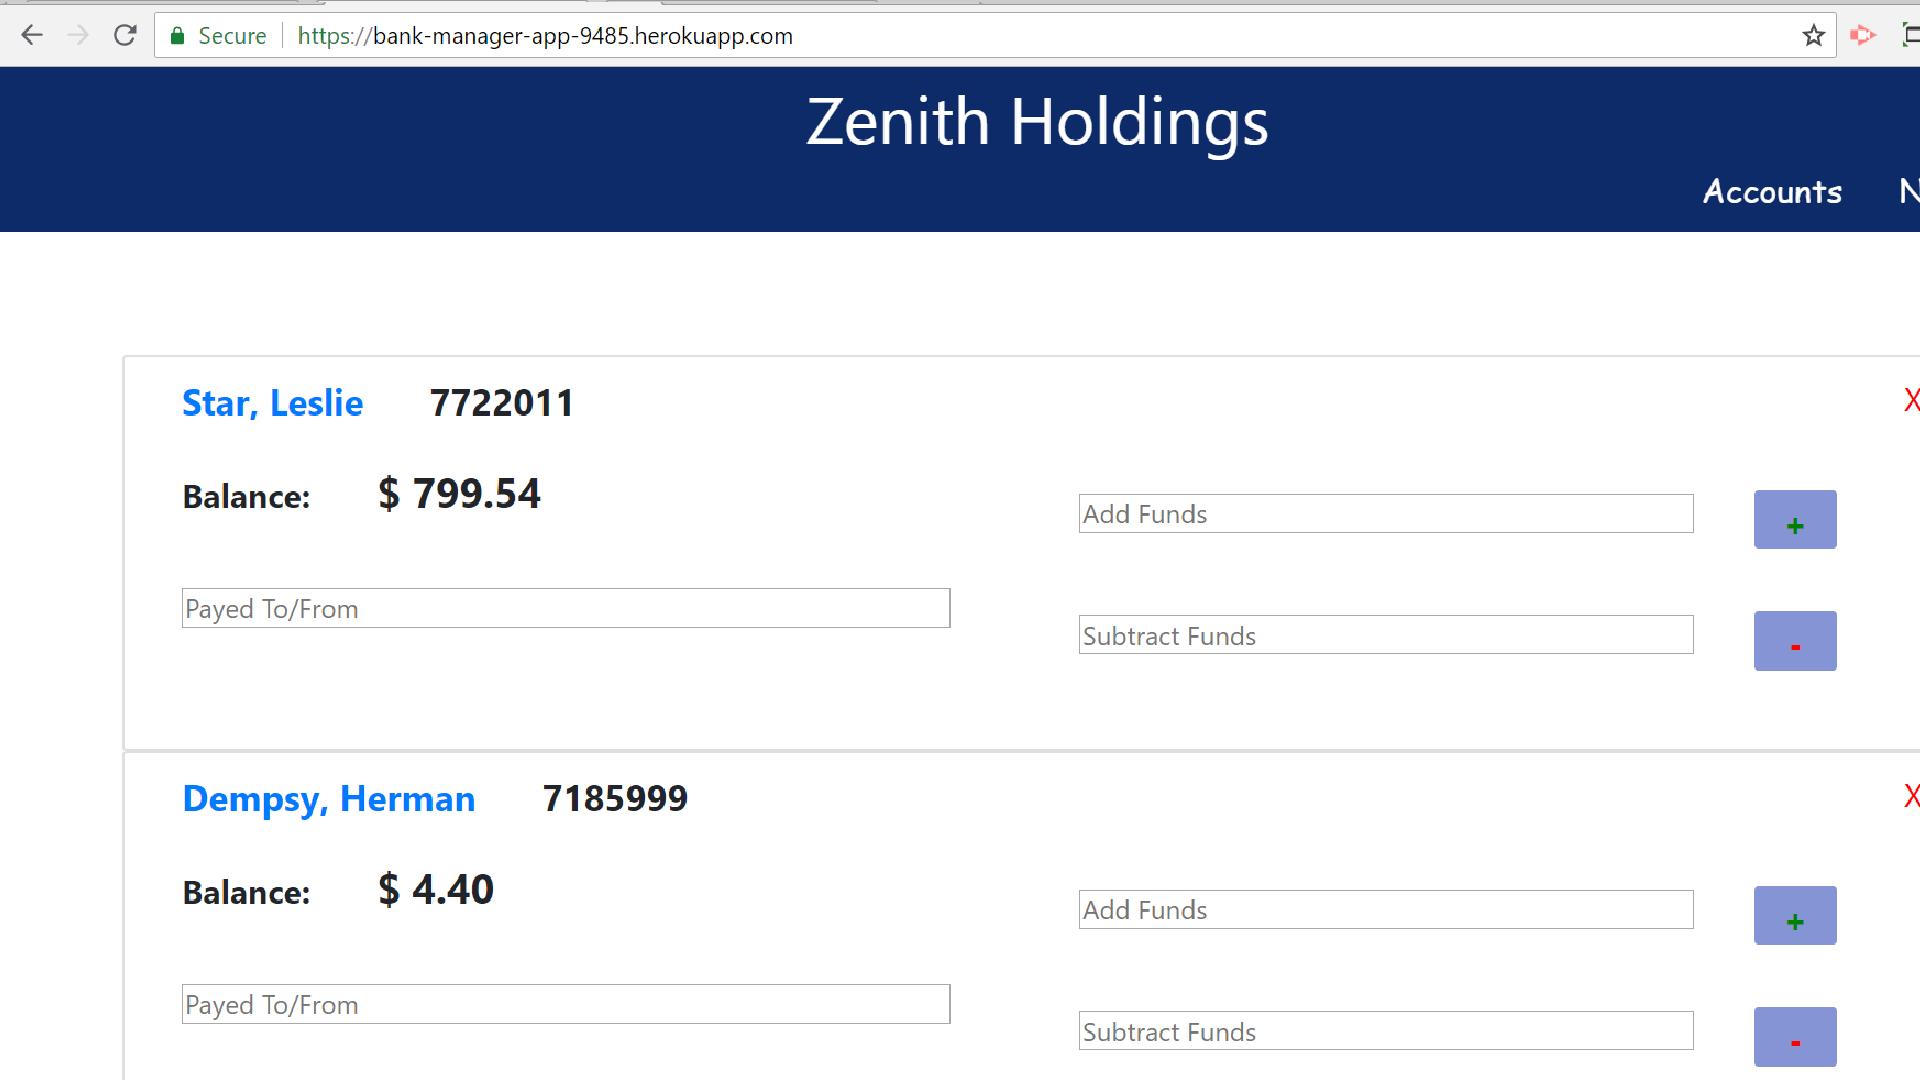 Secure https://bank-manager-app-9485.herokuapp.com
Zenith Holdings
Accounts N
Star, Leslie 7722011 X
Balance: $ 799.54
Add Funds +
Payed To/From
Subtract Funds -
Dempsy, Herman 7185999 X
Balance: $ 4.40
Add Funds +
Payed To/From
Subtract Funds -